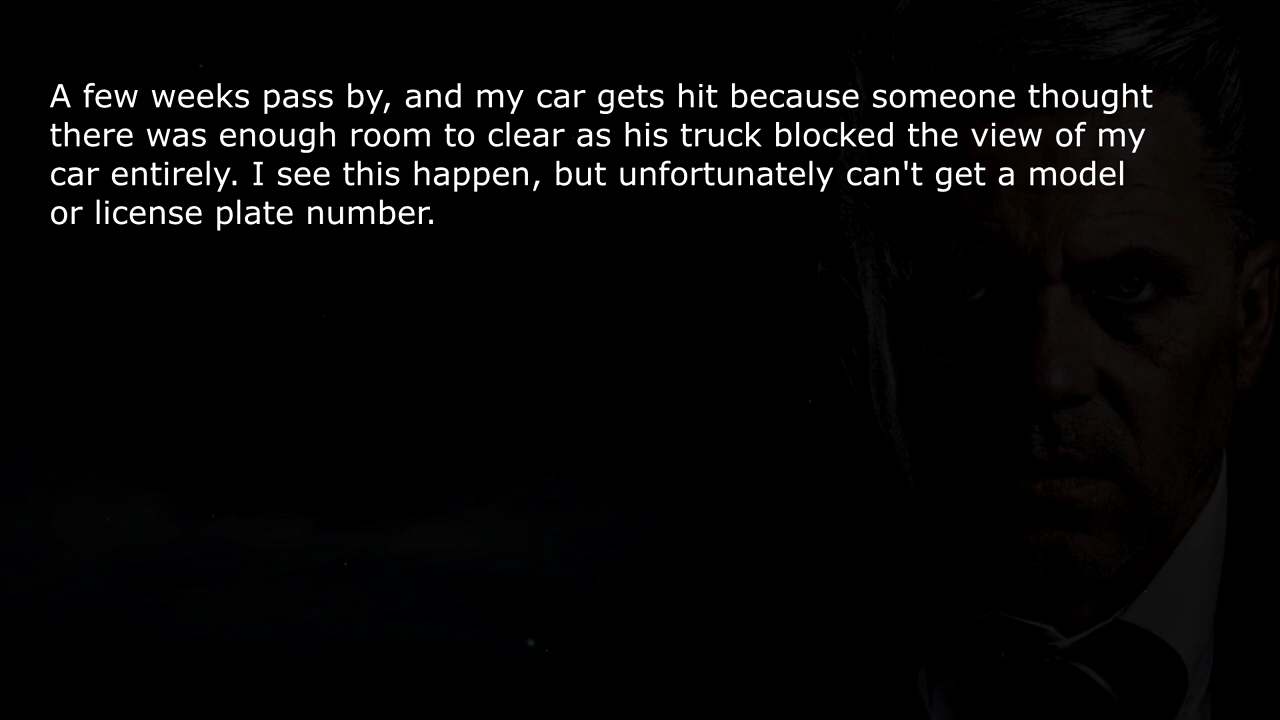 A few weeks pass by, and my car gets hit because someone thought
there was enough room to clear as his truck blocked the view of my
car entirely. I see this happen, but unfortunately can't get a model
or license plate number.